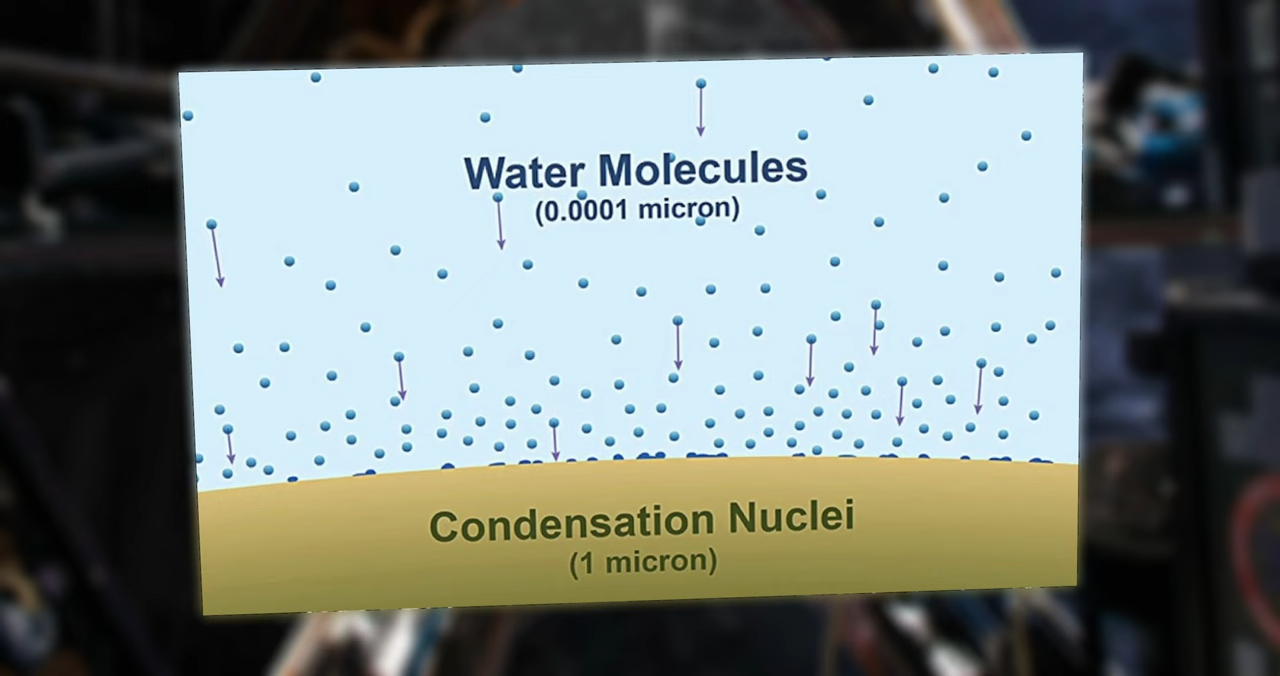 Water Molecules
(0.0001 micron)
Condensation Nuclei
(1 micron)